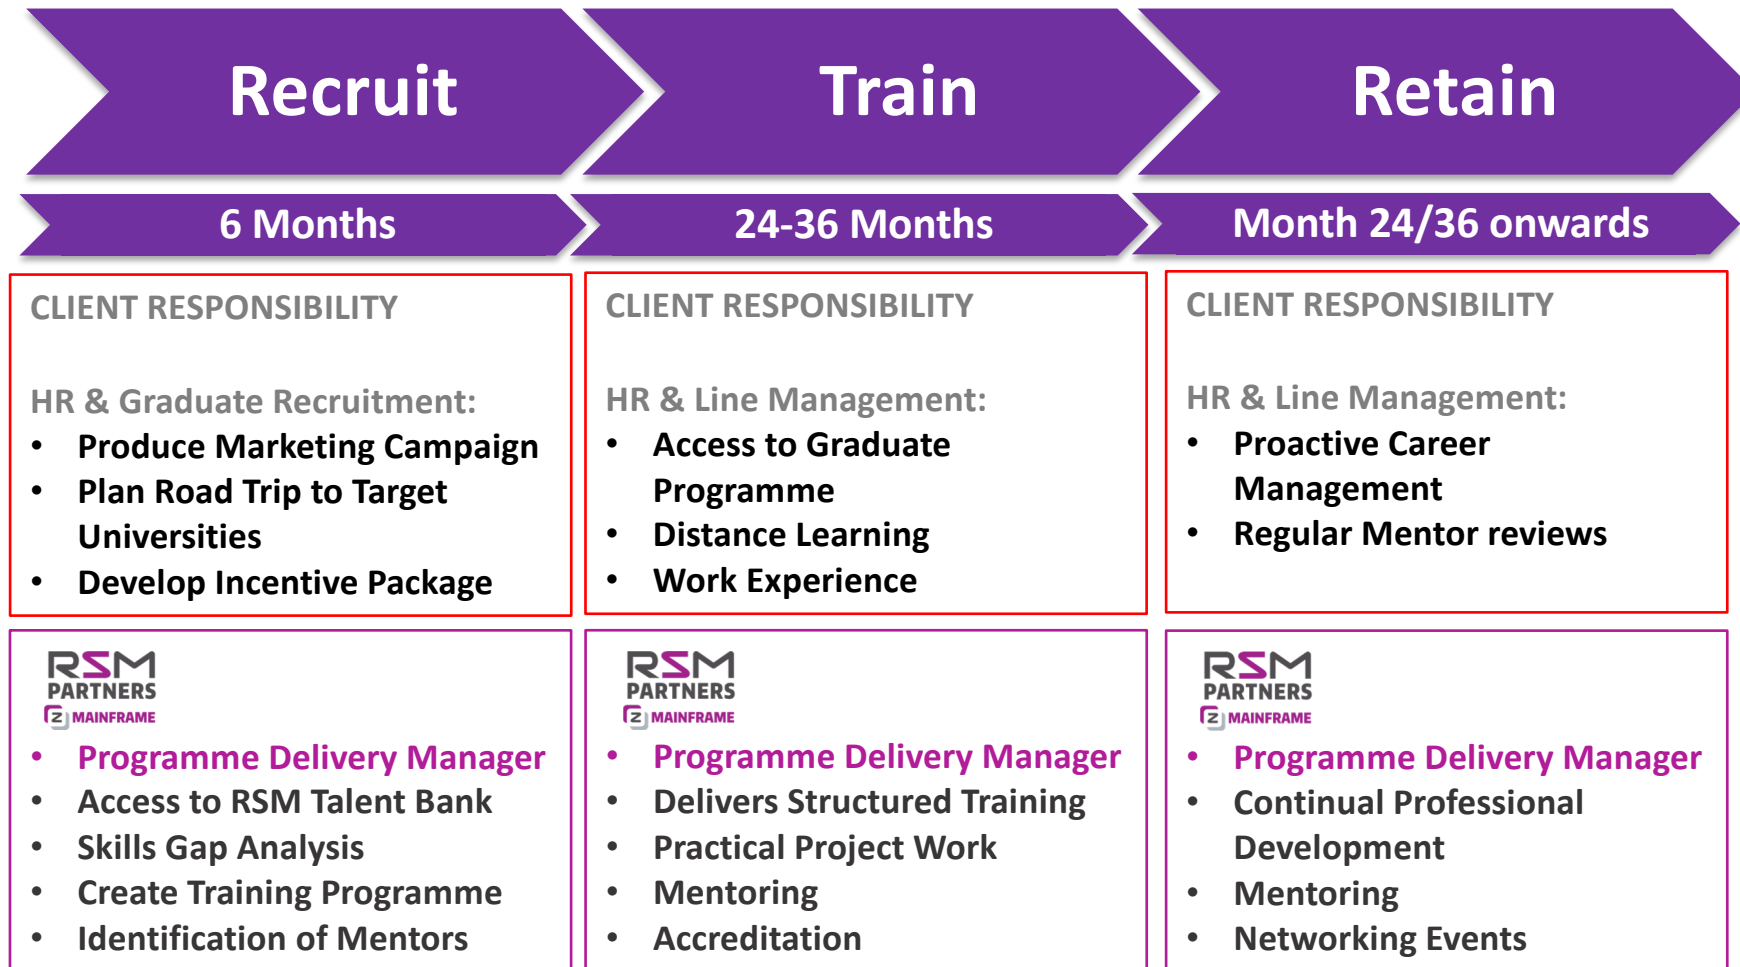 Recruit
Train
Retain
6 Months
24-36 Months
Month 24/36 onwards
CLIENT RESPONSIBILITY
HR & Graduate Recruitment:
• Produce Marketing Campaign
• Plan Road Trip to Target
Universities
• Develop Incentive Package
CLIENT RESPONSIBILITY
HR & Line Management:
• Access to Graduate
Programme
• Distance Learning
• Work Experience
CLIENT RESPONSIBILITY
HR & Line Management:
• Proactive Career
Management
• Regular Mentor reviews
RSM
PARTNERS
Z MAINFRAME
• Programme Delivery Manager
• Access to RSM Talent Bank
• Skills Gap Analysis
• Create Training Programme
• Identification of Mentors
RSM
PARTNERS
Z MAINFRAME
• Programme Delivery Manager
• Delivers Structured Training
• Practical Project Work
• Mentoring
• Accreditation
RSM
PARTNERS
Z MAINFRAME
• Programme Delivery Manager
• Continual Professional
Development
• Mentoring
• Networking Events